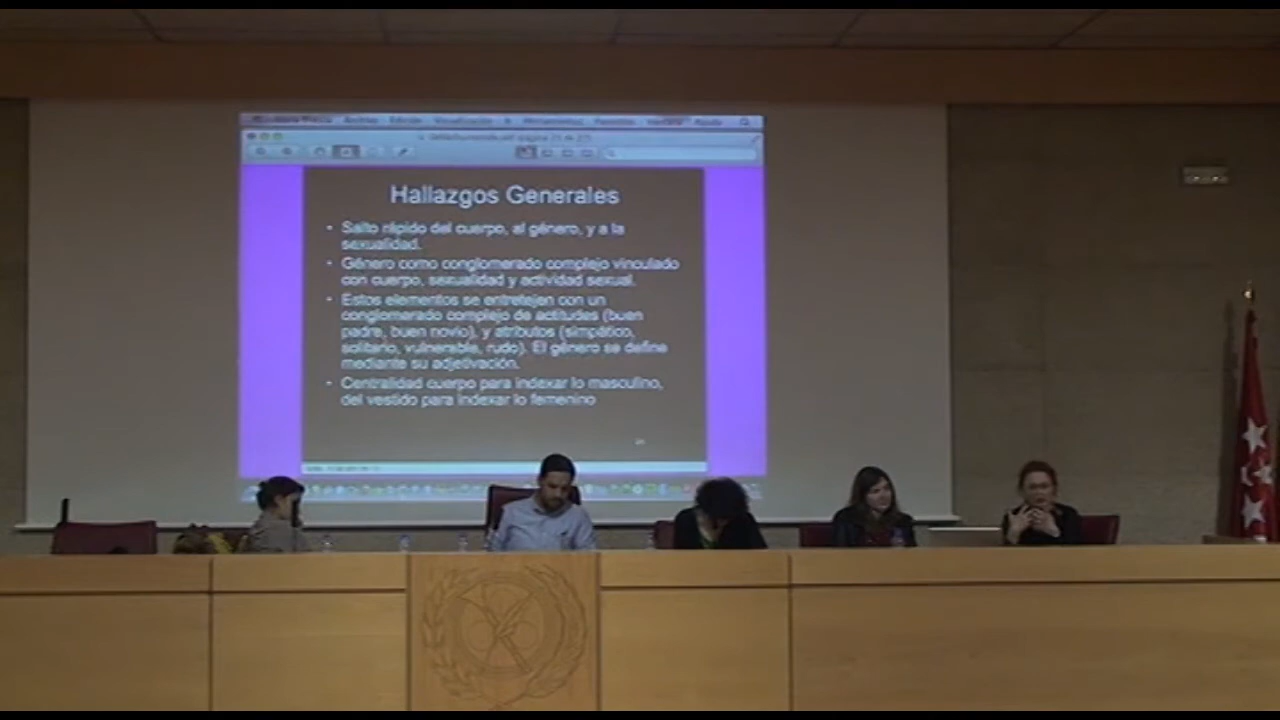 Hallazgos Generales
• Salto rápido del cuerpo, al género, y a la
sexualidad.
• Género como conglomerado complejo vinculado
con cuerpo, sexualidad y actividad sexual.
• Estos elementos se entretejen con un
conglomerado complejo de actitudes (buen
padre, buen novio), y atributos (simpático,
solitario, vulnerable, rudo). El género se define
mediante su adjetivación.
• Centralidad cuerpo para indexar lo masculino,
del vestido para indexar lo femenino